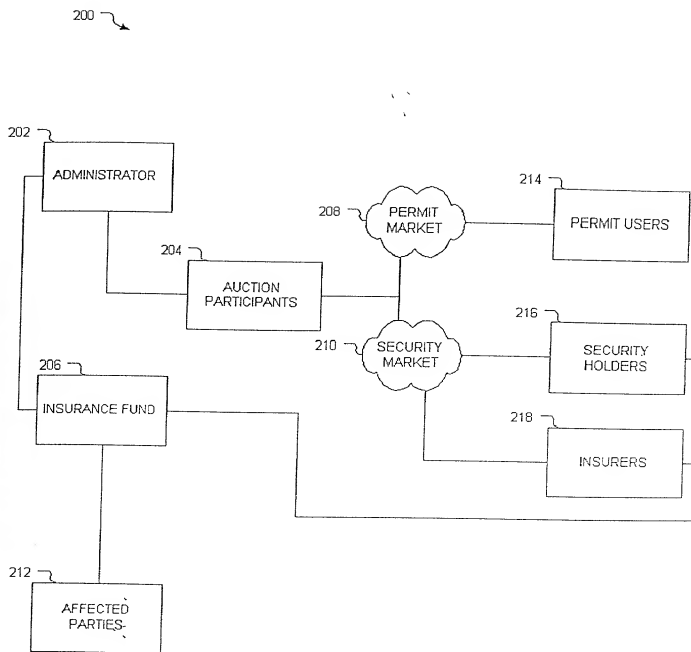 200
202
ADMINISTRATOR
204
AUCTION
PARTICIPANTS
208
PERMIT
MARKET
214
PERMIT USERS
210
SECURITY
MARKET
216
SECURITY
HOLDERS
206
INSURANCE FUND
218
INSURERS
212
AFFECTED
PARTIES